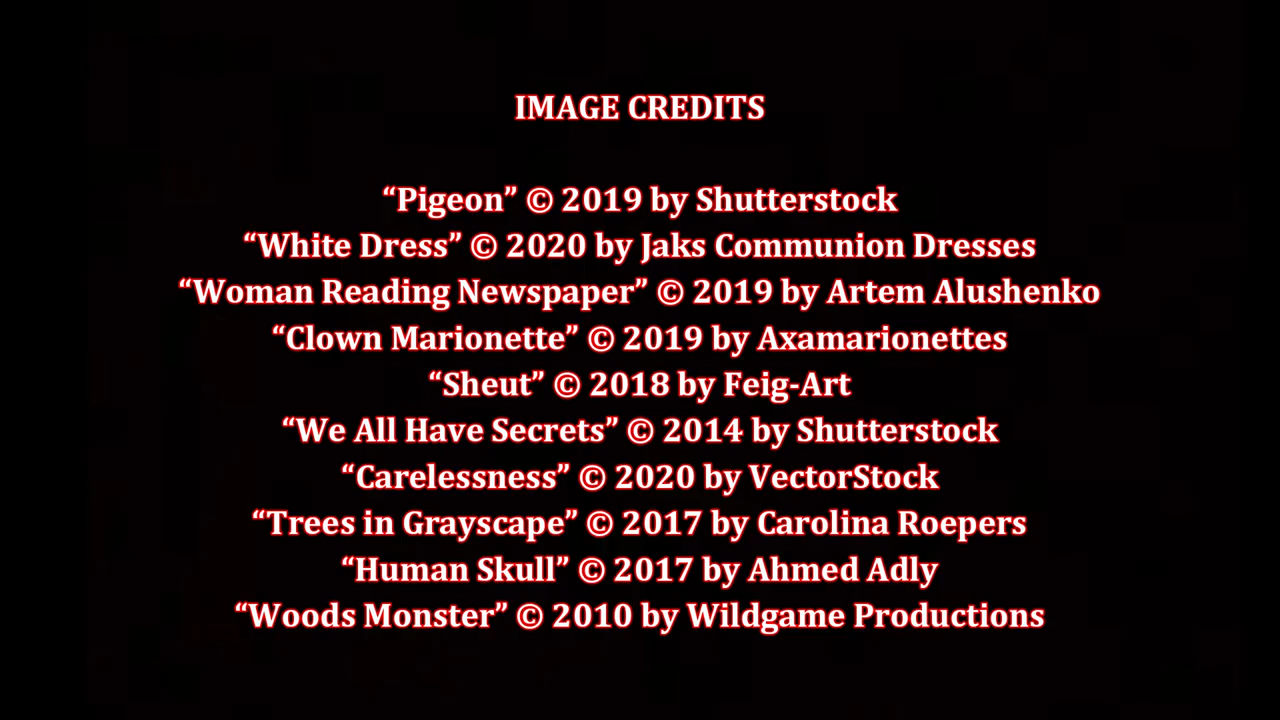 IMAGE CREDITS
“Pigeon” © 2019 by Shutterstock
“White Dress” © 2020 by Jaks Communion Dresses
“Woman Reading Newspaper” © 2019 by Artem Alushenko
“Clown Marionette” © 2019 by Axamarionettes
“Sheut” © 2018 by Feig-Art
“We All Have Secrets” © 2014 by Shutterstock
“Carelessness” © 2020 by VectorStock
“Trees in Grayscape” © 2017 by Carolina Roepers
“Human Skull” © 2017 by Ahmed Adly
“Woods Monster” © 2010 by Wildgame Productions